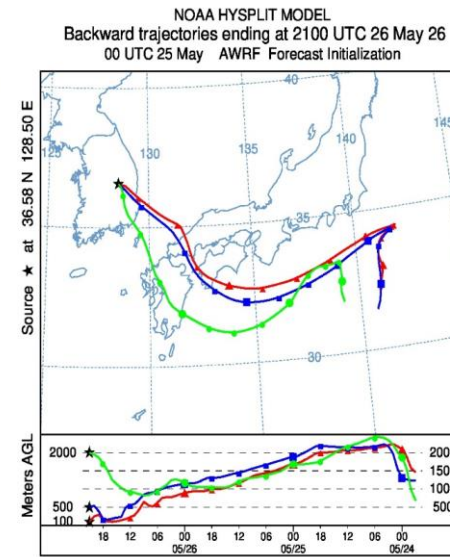 NOAA HYSPLIT MODEL
Backward trajectories ending at 2100 UTC 26 May 26
00 UTC 25 May AWRF Forecast Initialization
Source ★ at 36.58 N 128.50 E
125
130
135
140
145
40
35
30
Meters AGL
2000
500
100
200
150
100
500
18 12 06 00 18 12 06 00 18 12 06 00
05/26 05/25 05/24